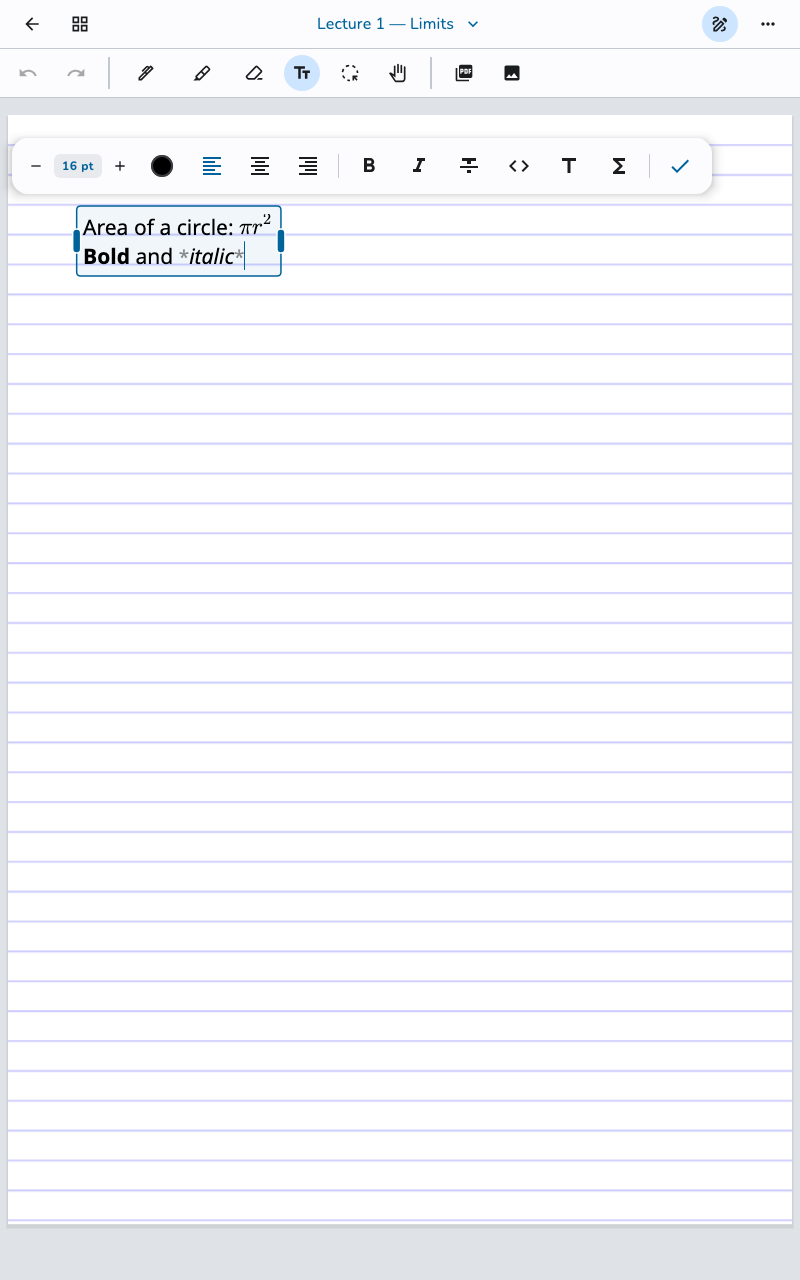 Lecture 1 — Limits
16 pt
Area of a circle: πr²
Bold and *italic*